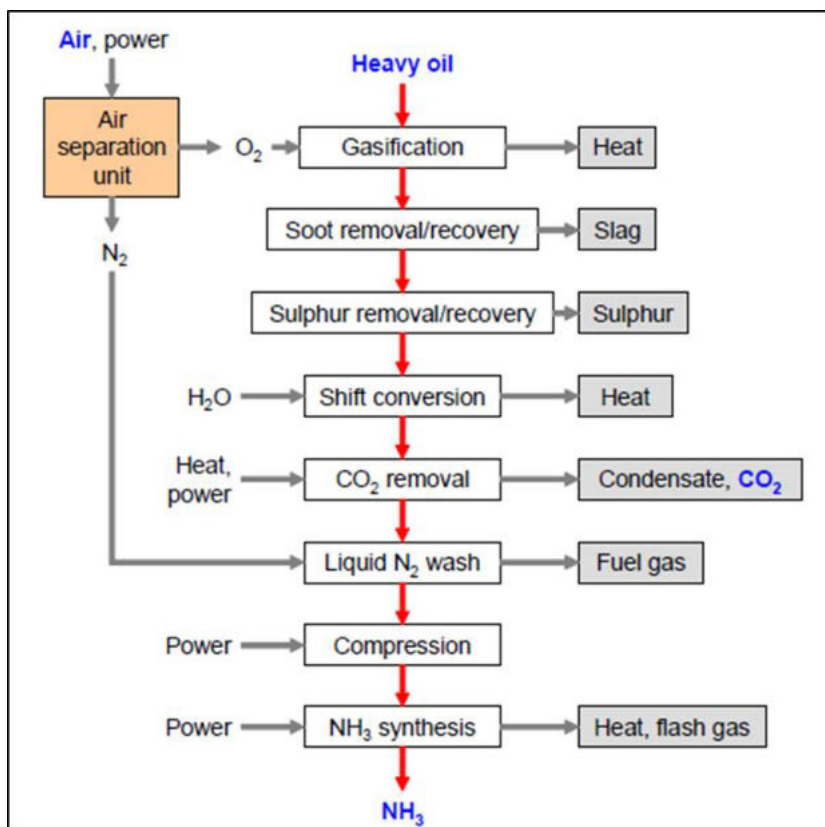 Air, power
Heavy oil
Air
separation
unit
O₂
Gasification
Heat
N₂
Soot removal/recovery
Slag
Sulphur removal/recovery
Sulphur
H₂O
Shift conversion
Heat
Heat,
power
CO₂ removal
Condensate, CO₂
Liquid N₂ wash
Fuel gas
Power
Compression
Power
NH₃ synthesis
Heat, flash gas
NH₃